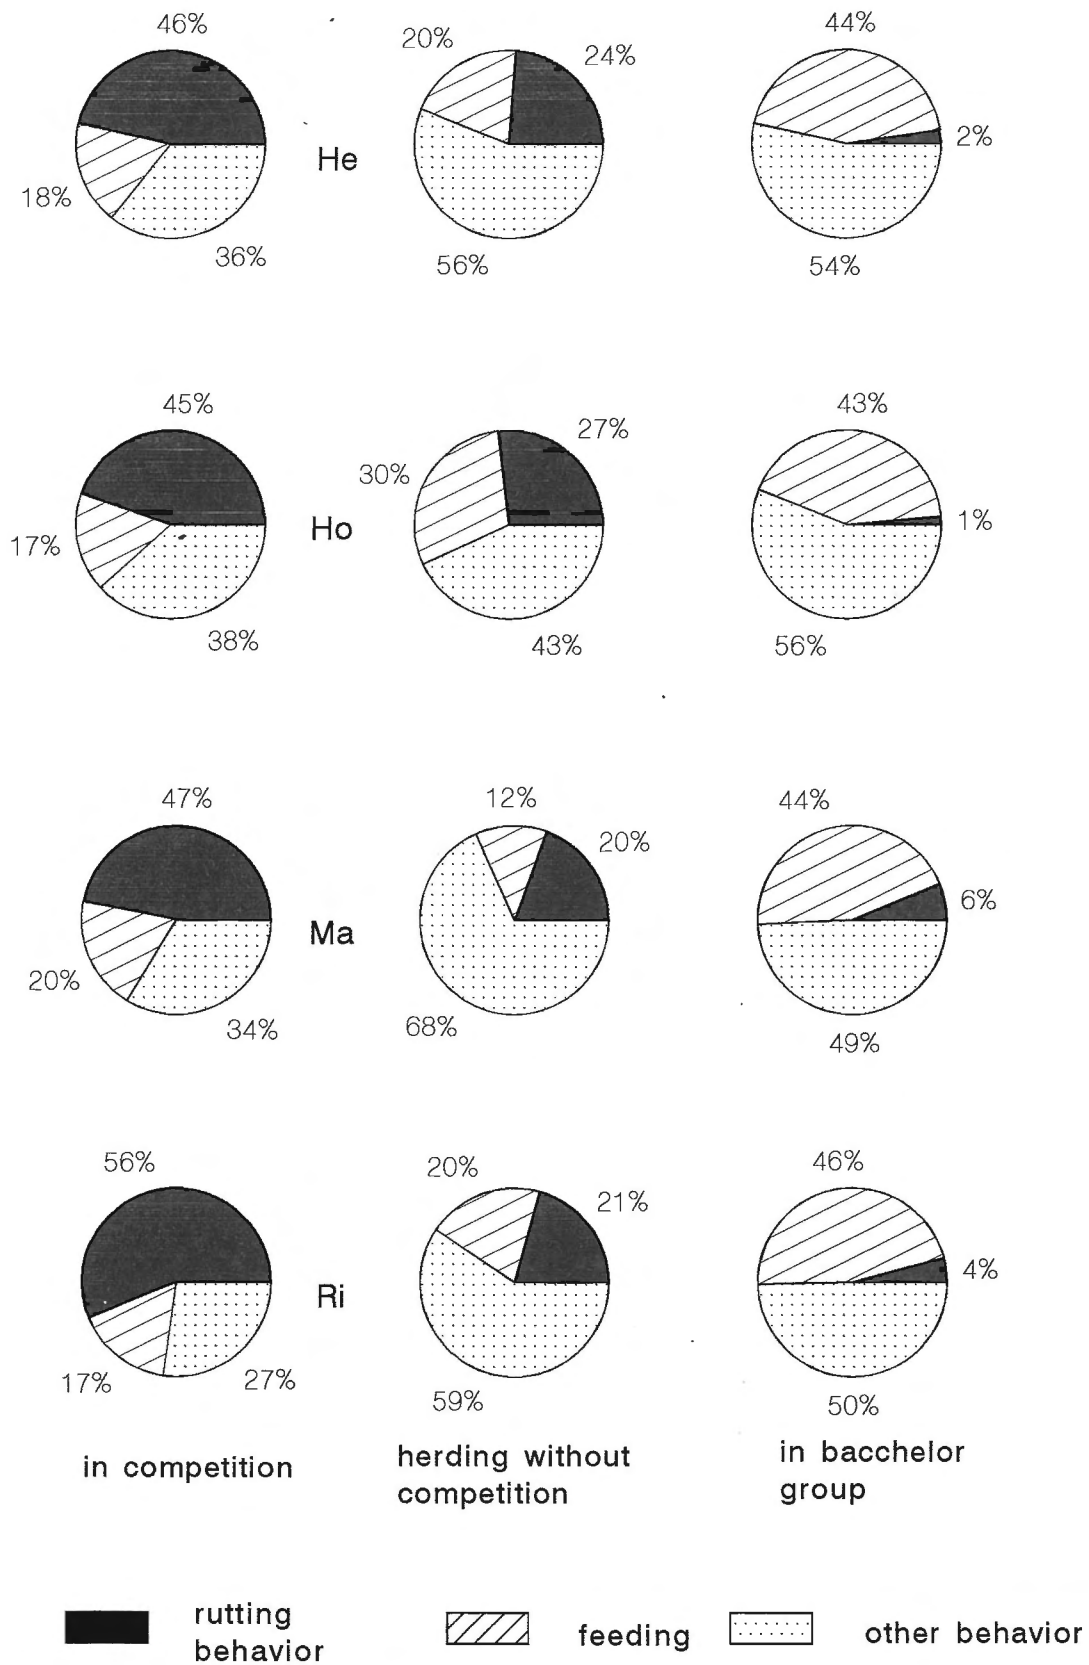 46%
20%
24%
44%
He
2%
18%
36%
56%
54%
45%
27%
43%
30%
Ho
1%
17%
38%
43%
56%
47%
12%
20%
44%
Ma
6%
20%
34%
68%
49%
56%
20%
21%
46%
Ri
4%
17%
27%
59%
50%
in competition
herding without
competition
in bacchelor
group
rutting
behavior
feeding
other behavior